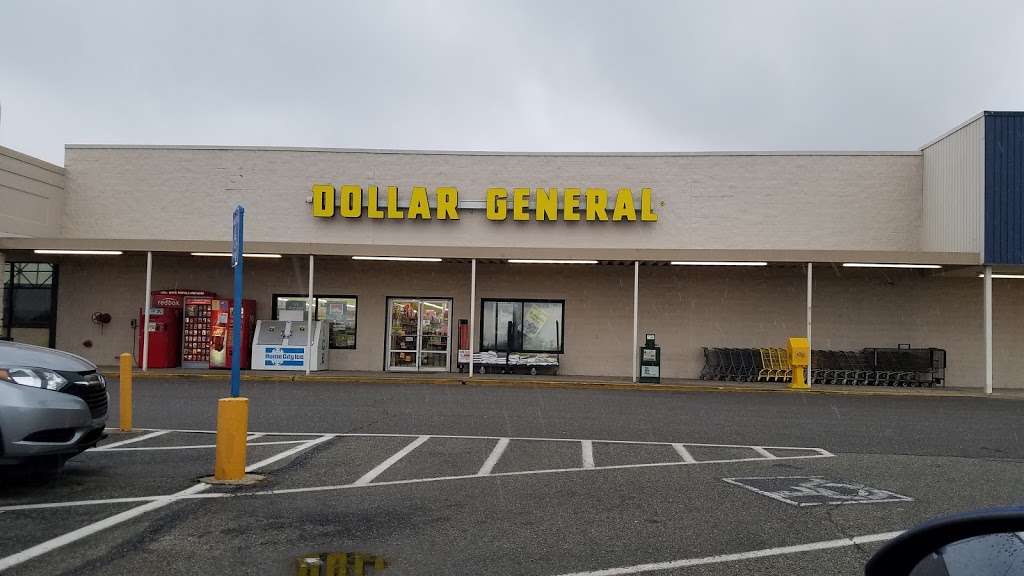 DOLLAR GENERAL
redbox
Home City Ice